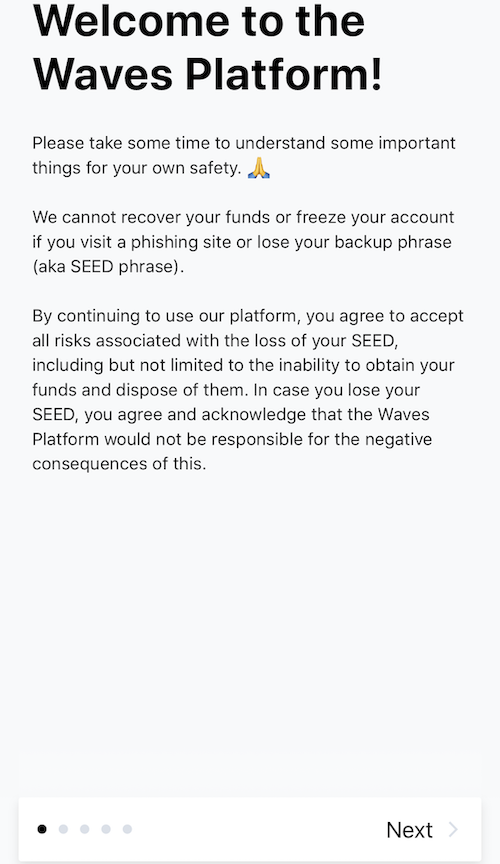 Welcome to the
Waves Platform!
Please take some time to understand some important
things for your own safety. 🙏
We cannot recover your funds or freeze your account
if you visit a phishing site or lose your backup phrase
(aka SEED phrase).
By continuing to use our platform, you agree to accept
all risks associated with the loss of your SEED,
including but not limited to the inability to obtain your
funds and dispose of them. In case you lose your
SEED, you agree and acknowledge that the Waves
Platform would not be responsible for the negative
consequences of this.
Next